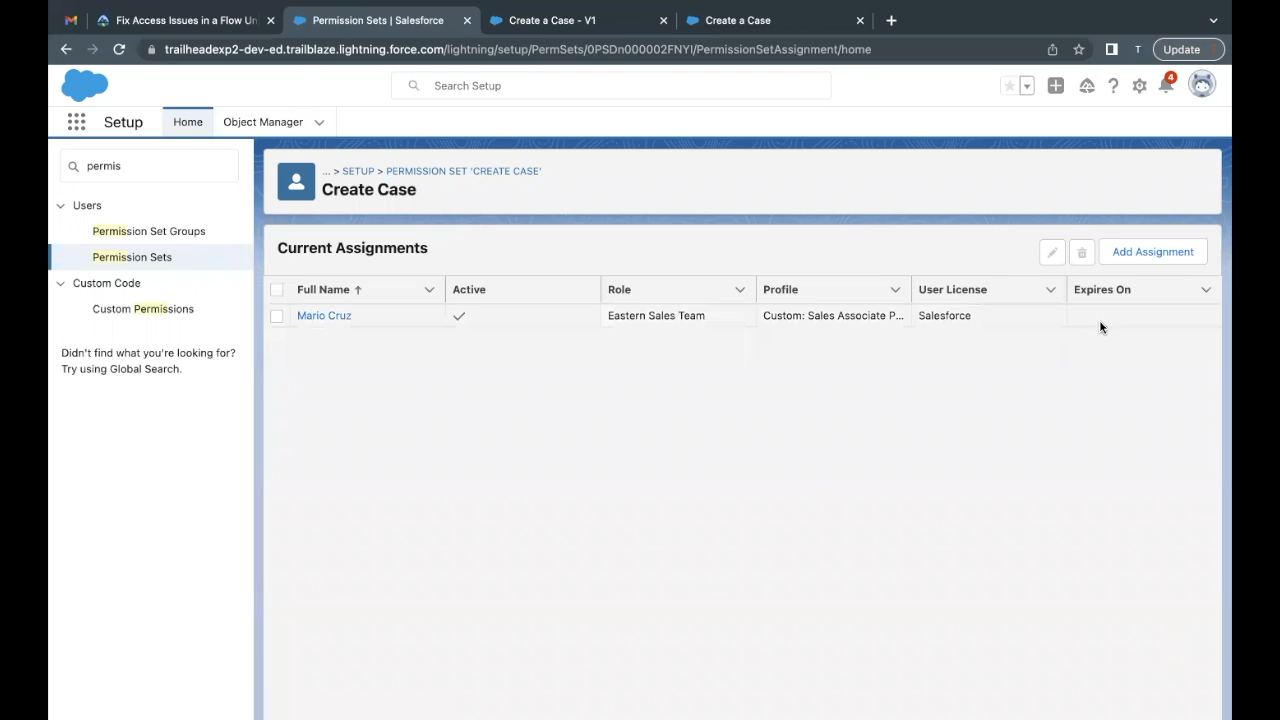 Fix Access Issues in a Flow Un
Permission Sets | Salesforce
Create a Case - V1
Create a Case
trailheadexp2-dev-ed.trailblaze.lightning.force.com/lightning/setup/PermSets/0PSDn000002FNYI/PermissionSetAssignment/home
T
Update
Search Setup
4
Setup
Home
Object Manager
permis
Users
Permission Set Groups
Permission Sets
Custom Code
Custom Permissions
Didn't find what you're looking for?
Try using Global Search.
... > SETUP > PERMISSION SET 'CREATE CASE'
Create Case
Current Assignments
Add Assignment
Full Name ↑ Active Role Profile User License Expires On
Mario Cruz Eastern Sales Team Custom: Sales Associate P... Salesforce